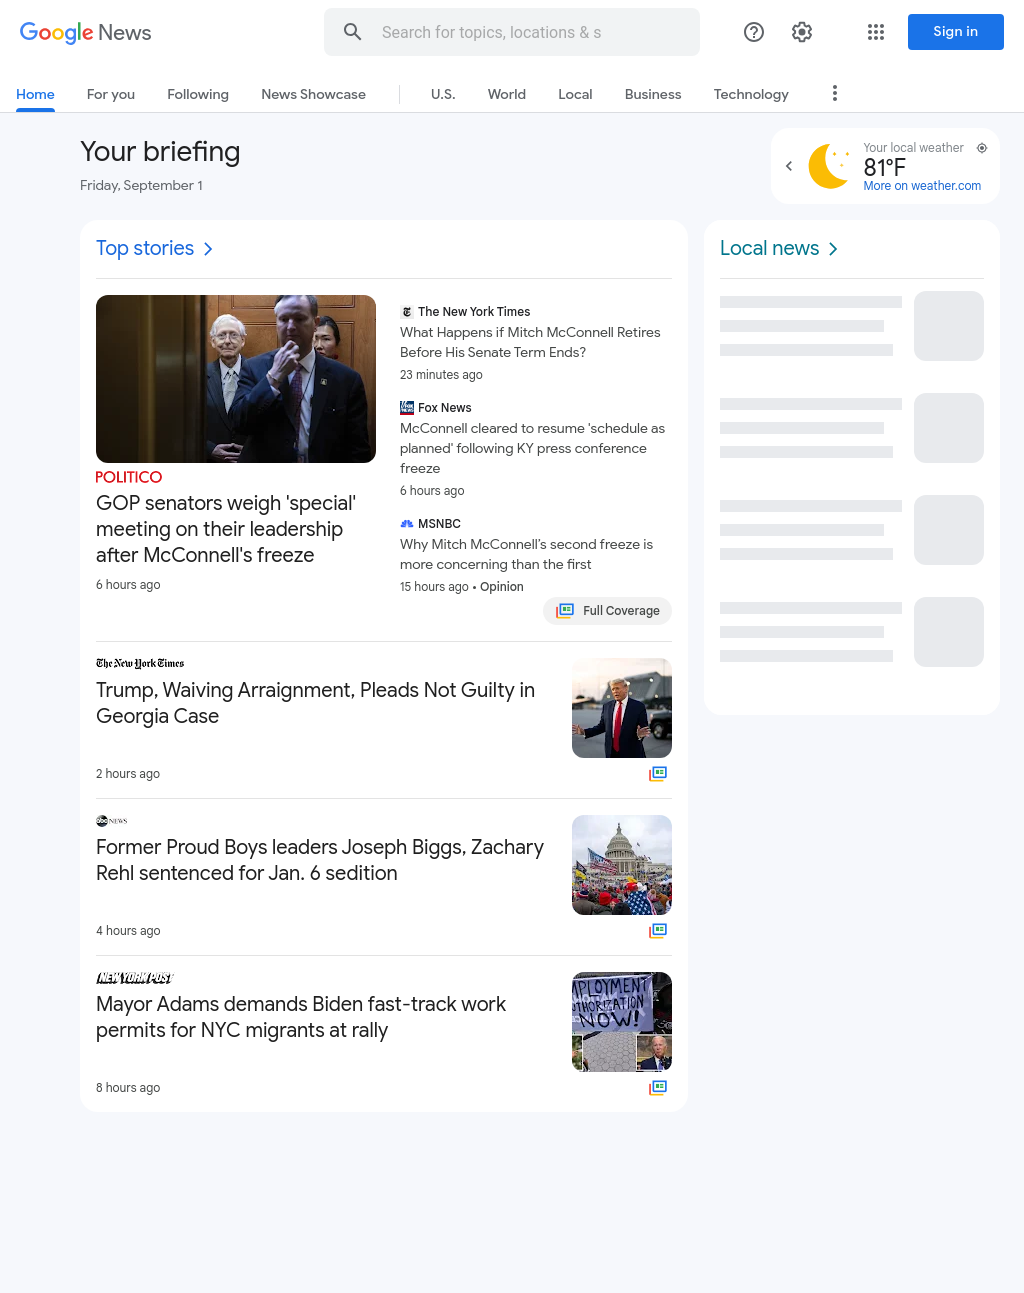 Google News
Search for topics, locations & s
Sign in
Home
For you
Following
News Showcase
U.S.
World
Local
Business
Technology
Your briefing
Friday, September 1
Your local weather
81°F
More on weather.com
Top stories
POLITICO
GOP senators weigh 'special'
meeting on their leadership
after McConnell's freeze
6 hours ago
The New York Times
What Happens if Mitch McConnell Retires
Before His Senate Term Ends?
23 minutes ago
Fox News
McConnell cleared to resume 'schedule as
planned' following KY press conference
freeze
6 hours ago
MSNBC
Why Mitch McConnell's second freeze is
more concerning than the first
15 hours ago • Opinion
Full Coverage
The New York Times
Trump, Waiving Arraignment, Pleads Not Guilty in
Georgia Case
2 hours ago
abc NEWS
Former Proud Boys leaders Joseph Biggs, Zachary
Rehl sentenced for Jan. 6 sedition
4 hours ago
NEW YORK POST
Mayor Adams demands Biden fast-track work
permits for NYC migrants at rally
8 hours ago
MPLOYMENT
THORIZATION
NOW!
Local news